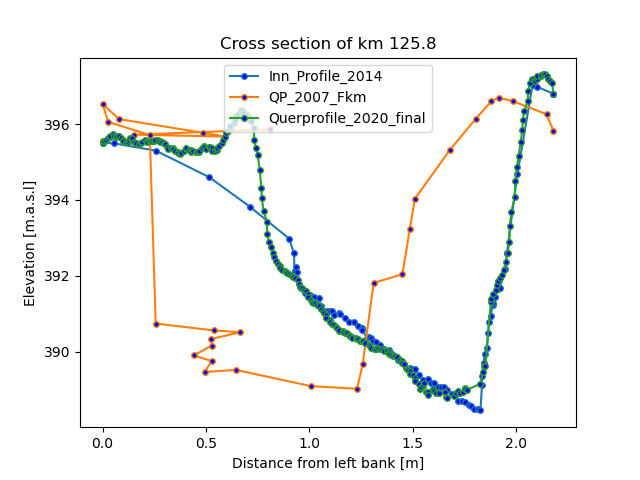 Cross section of km 125.8
Inn_Profile_2014
QP_2007_Fkm
Querprofile_2020_final
Elevation [m.a.s.l]
396
394
392
390
0.0 0.5 1.0 1.5 2.0
Distance from left bank [m]